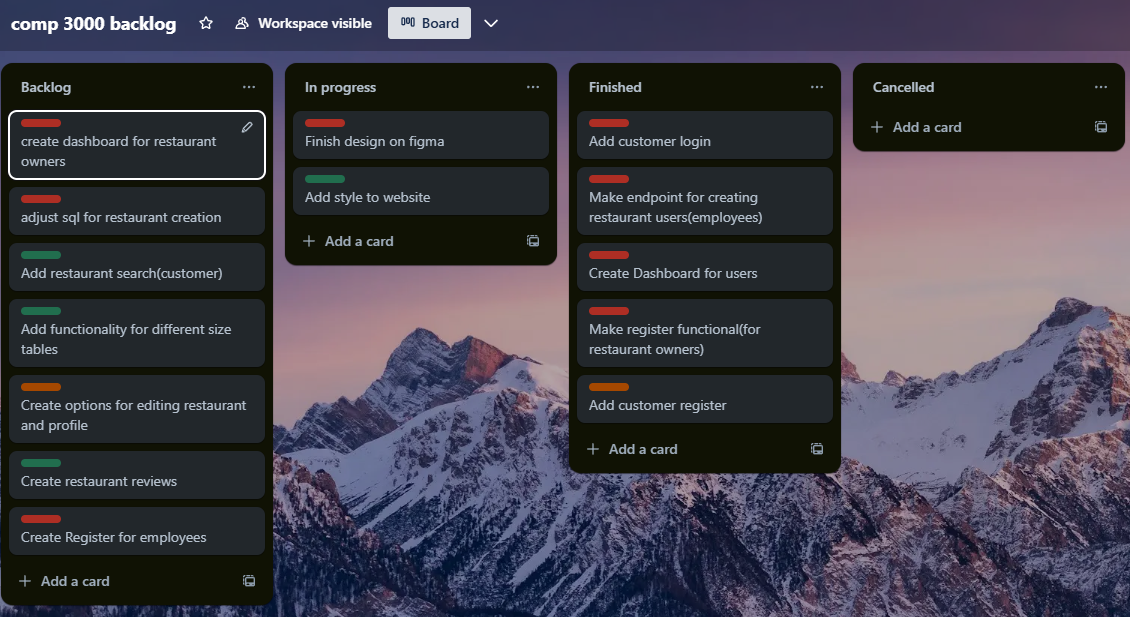 comp 3000 backlog
Workspace visible
Board
Backlog
create dashboard for restaurant
owners
adjust sql for restaurant creation
Add restaurant search(customer)
Add functionality for different size
tables
Create options for editing restaurant
and profile
Create restaurant reviews
Create Register for employees
Add a card
In progress
Finish design on figma
Add style to website
Add a card
Finished
Add customer login
Make endpoint for creating
restaurant users(employees)
Create Dashboard for users
Make register functional(for
restaurant owners)
Add customer register
Add a card
Cancelled
Add a card